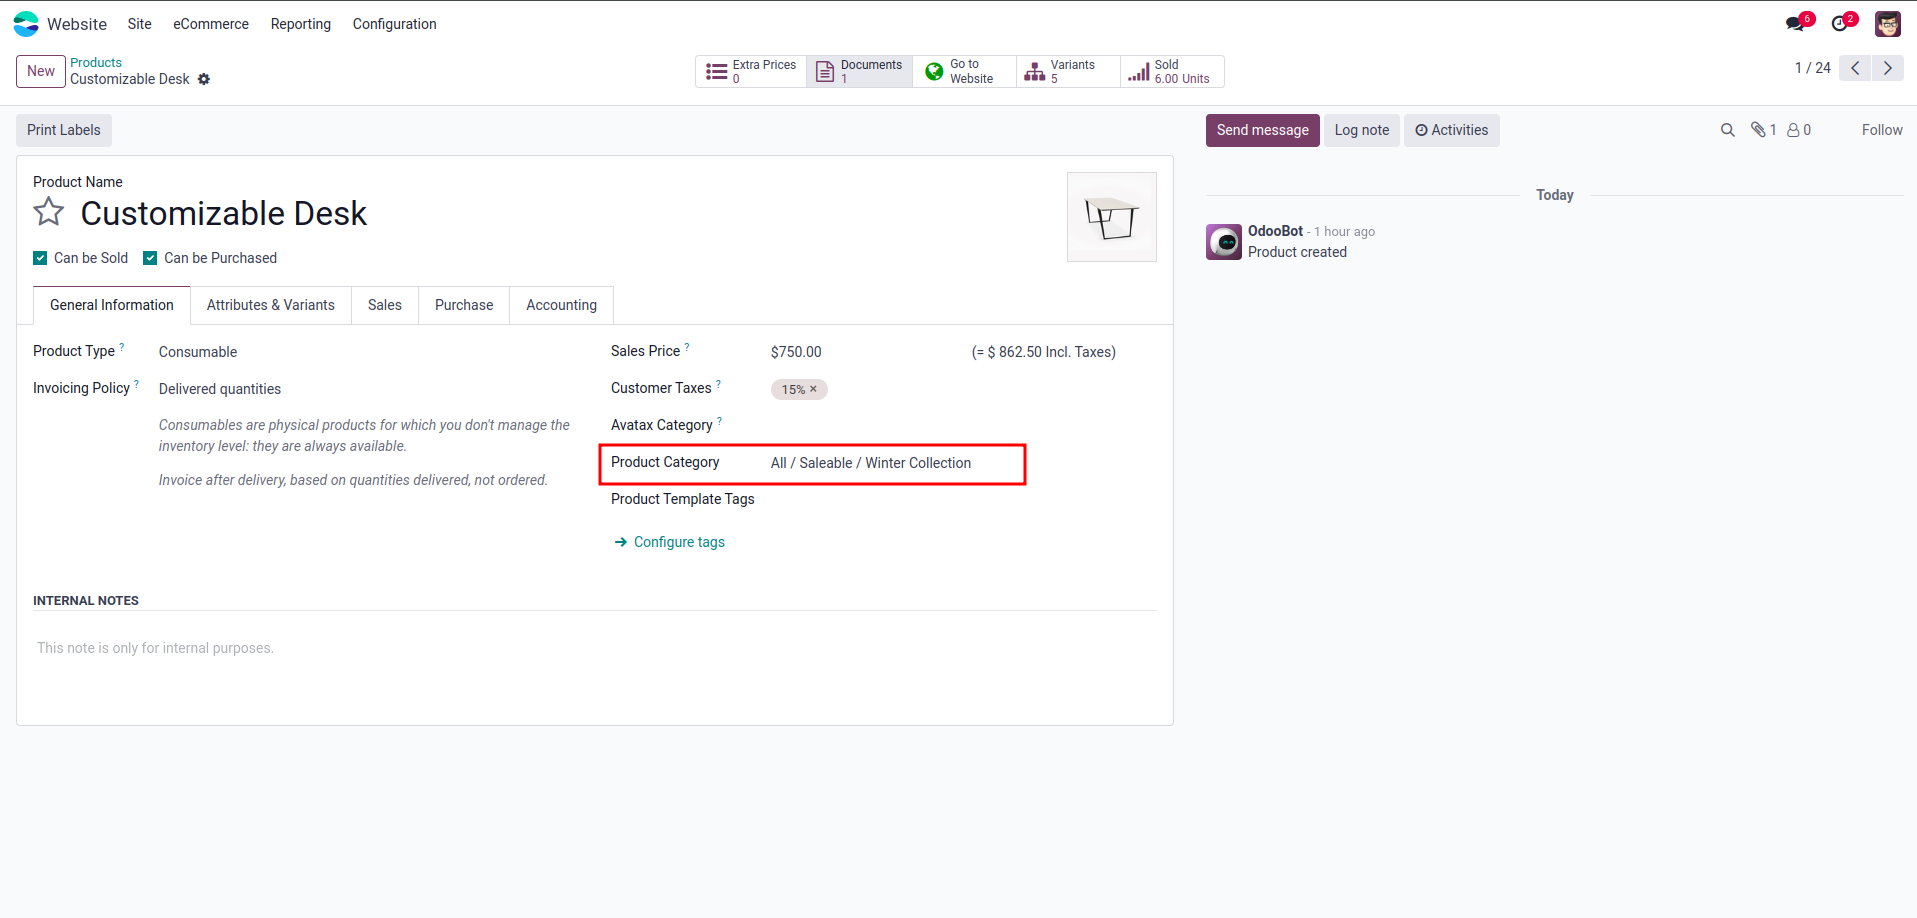 Website Site eCommerce Reporting Configuration 6 2
New Products
Customizable Desk
Extra Prices
0
Documents
1
Go to
Website
Variants
5
Sold
6.00 Units
1 / 24
Print Labels
Send message Log note Activities 1 0 Follow
Product Name
Customizable Desk
Can be Sold Can be Purchased
General Information Attributes & Variants Sales Purchase Accounting
Product Type ? Consumable
Invoicing Policy ? Delivered quantities
Consumables are physical products for which you don't manage the
inventory level: they are always available.
Invoice after delivery, based on quantities delivered, not ordered.
Sales Price ? $750.00 (= $ 862.50 Incl. Taxes)
Customer Taxes ? 15% ×
Avatax Category ?
Product Category All / Saleable / Winter Collection
Product Template Tags
Configure tags
INTERNAL NOTES
This note is only for internal purposes.
Today
OdooBot - 1 hour ago
Product created